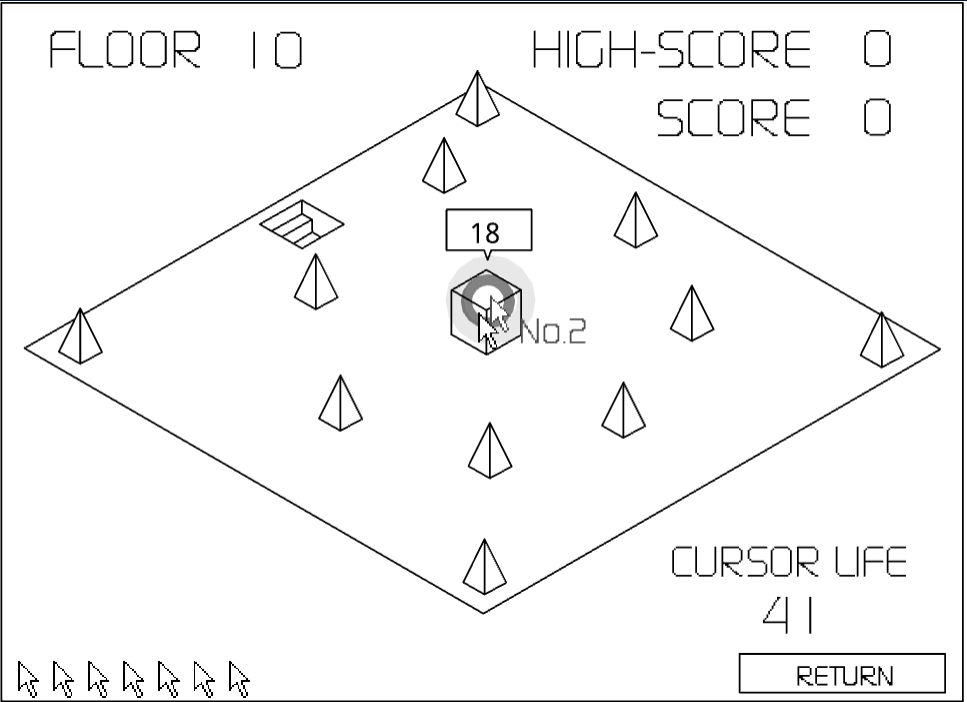 FLOOR 10
HIGH-SCORE 0
SCORE 0
18
No.2
CURSOR LIFE
41
RETURN